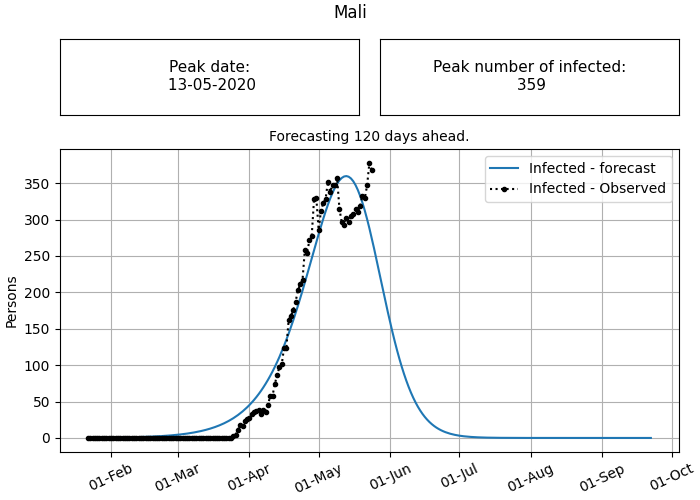 Mali
Peak date:
13-05-2020
Peak number of infected:
359
Forecasting 120 days ahead.
Infected - forecast
Infected - Observed
Persons
350
300
250
200
150
100
50
0
01-Feb
01-Mar
01-Apr
01-May
01-Jun
01-Jul
01-Aug
01-Sep
01-Oct